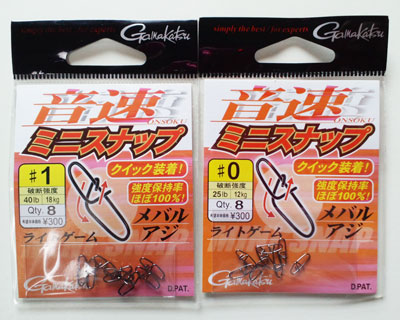 simply the best / for experts Gamakatsu
音速
ONSOKU
ミニスナップ
クイック装着！
強度保持率
ほぼ100%！
#1
破断強度
40lb 18kg
Qty. 8
¥300
メバル
アジ
ライトゲーム
Gamakatsu
D.PAT.
simply the best / for experts Gamakatsu
音速
ONSOKU
ミニスナップ
クイック装着！
強度保持率
ほぼ100%！
#0
破断強度
25lb 12kg
Qty. 8
¥300
メバル
アジ
ライトゲーム
Gamakatsu
D.PAT.